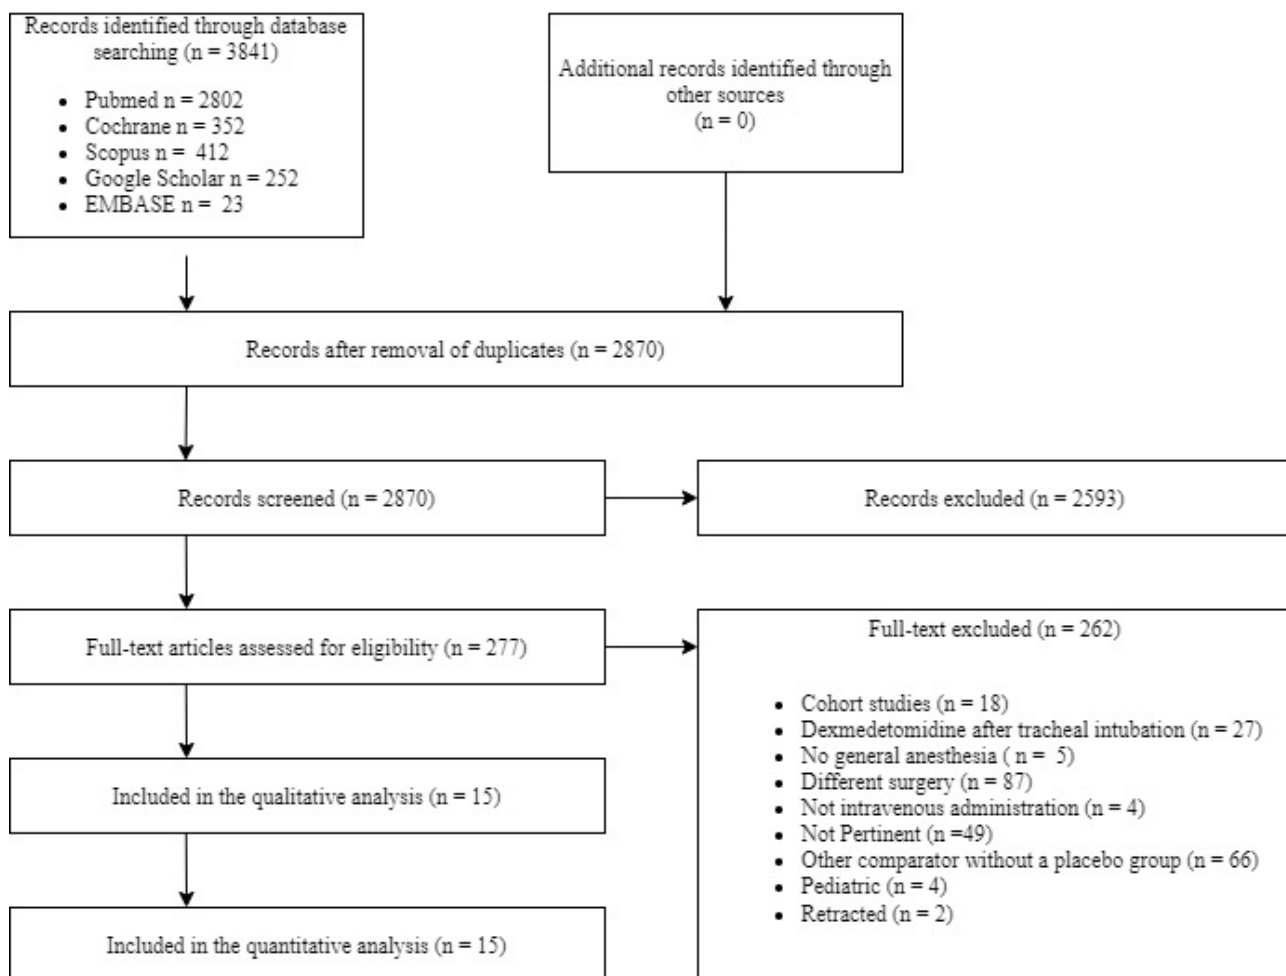 Records identified through database
searching (n = 3841)
• Pubmed n = 2802
• Cochrane n = 352
• Scopus n =  412
• Google Scholar n = 252
• EMBASE n =  23
Additional records identified through
other sources
(n = 0)
Records after removal of duplicates (n = 2870)
Records screened (n = 2870)
Records excluded (n = 2593)
Full-text articles assessed for eligibility (n = 277)
Full-text excluded (n = 262)
• Cohort studies (n = 18)
• Dexmedetomidine after tracheal intubation (n = 27)
• No general anesthesia ( n =  5)
• Different surgery (n = 87)
• Not intravenous administration (n = 4)
• Not Pertinent (n =49)
• Other comparator without a placebo group (n = 66)
• Pediatric (n = 4)
• Retracted (n = 2)
Included in the qualitative analysis (n = 15)
Included in the quantitative analysis (n = 15)